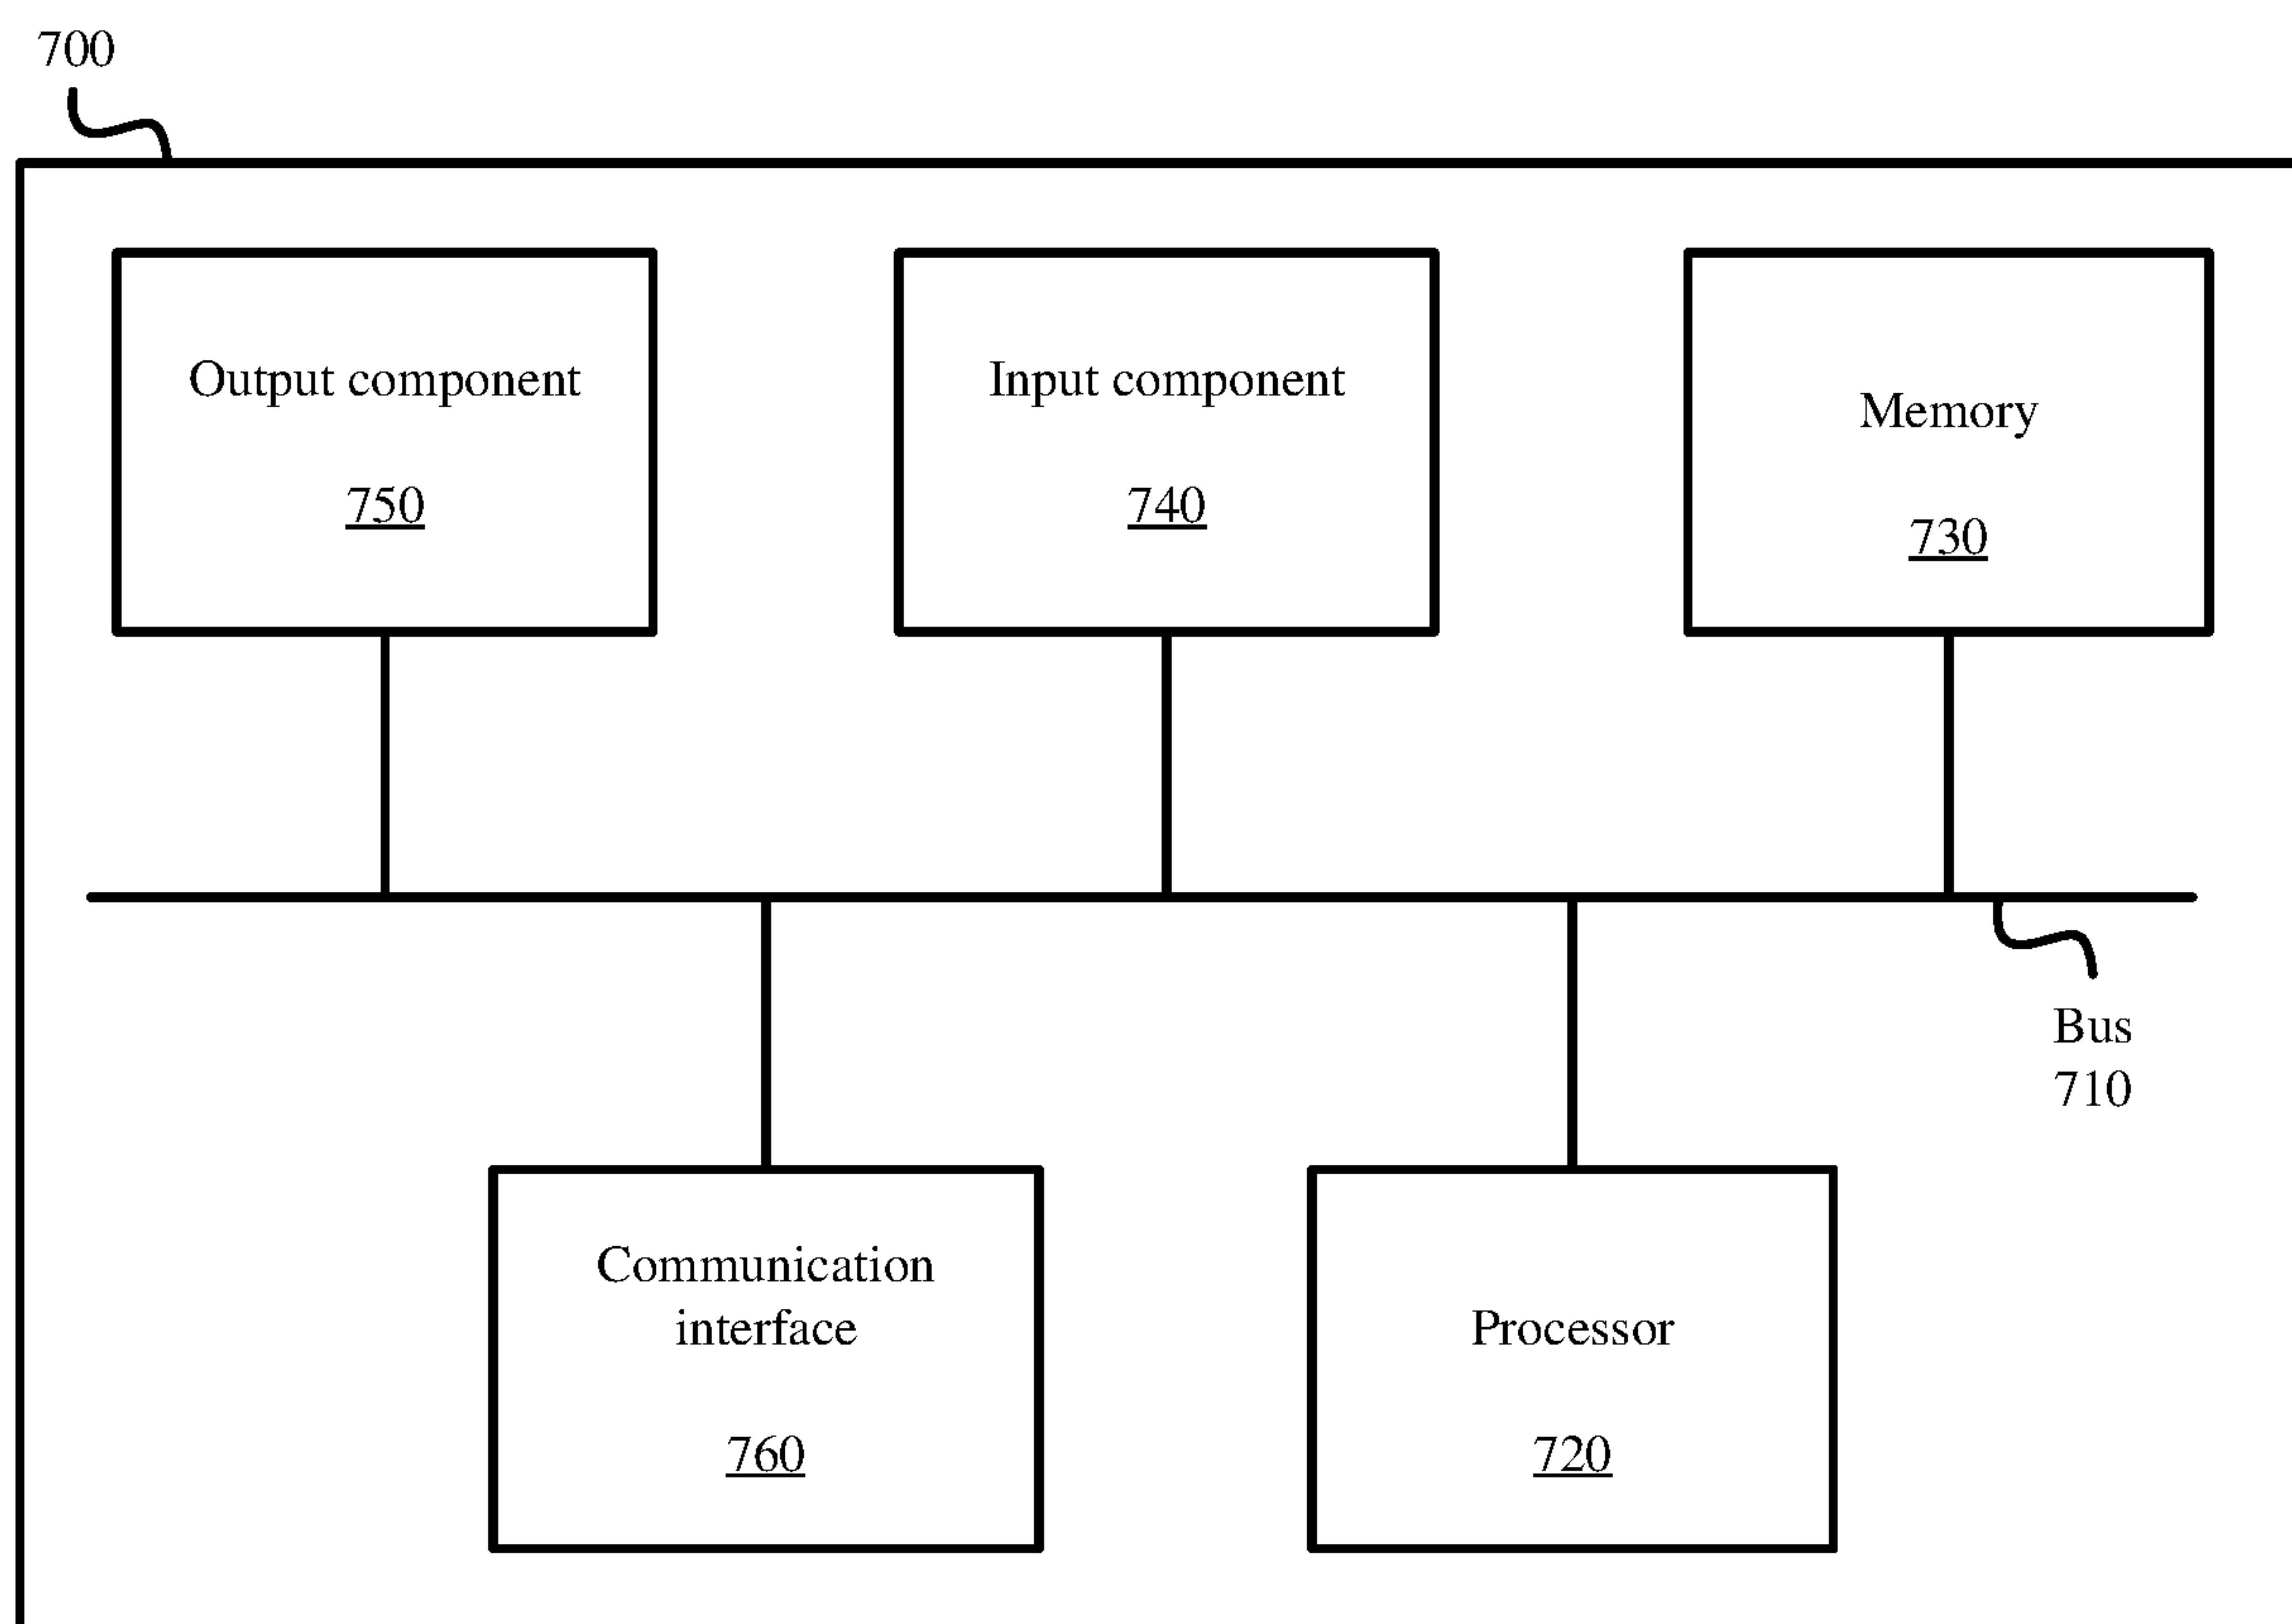 700
Output component
750
Input component
740
Memory
730
Bus
710
Communication
interface
760
Processor
720